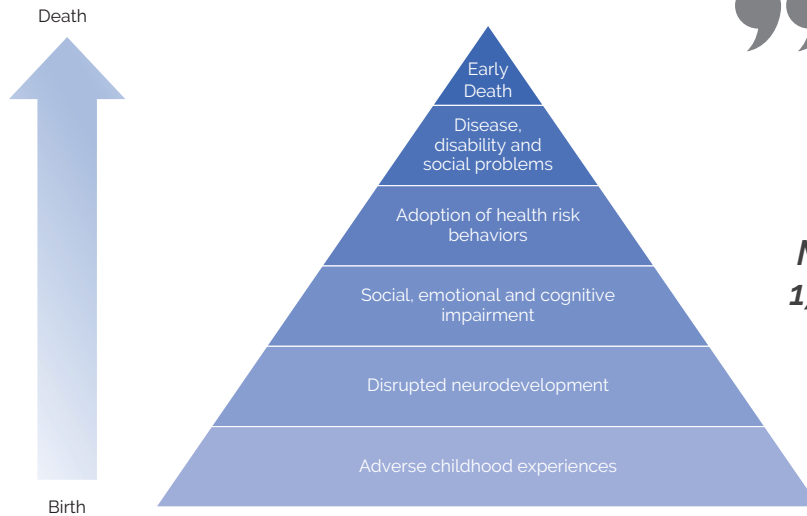 Death
Early
Death
Disease,
disability and
social problems
Adoption of health risk
behaviors
Social, emotional and cognitive
impairment
Disrupted neurodevelopment
Adverse childhood experiences
Birth